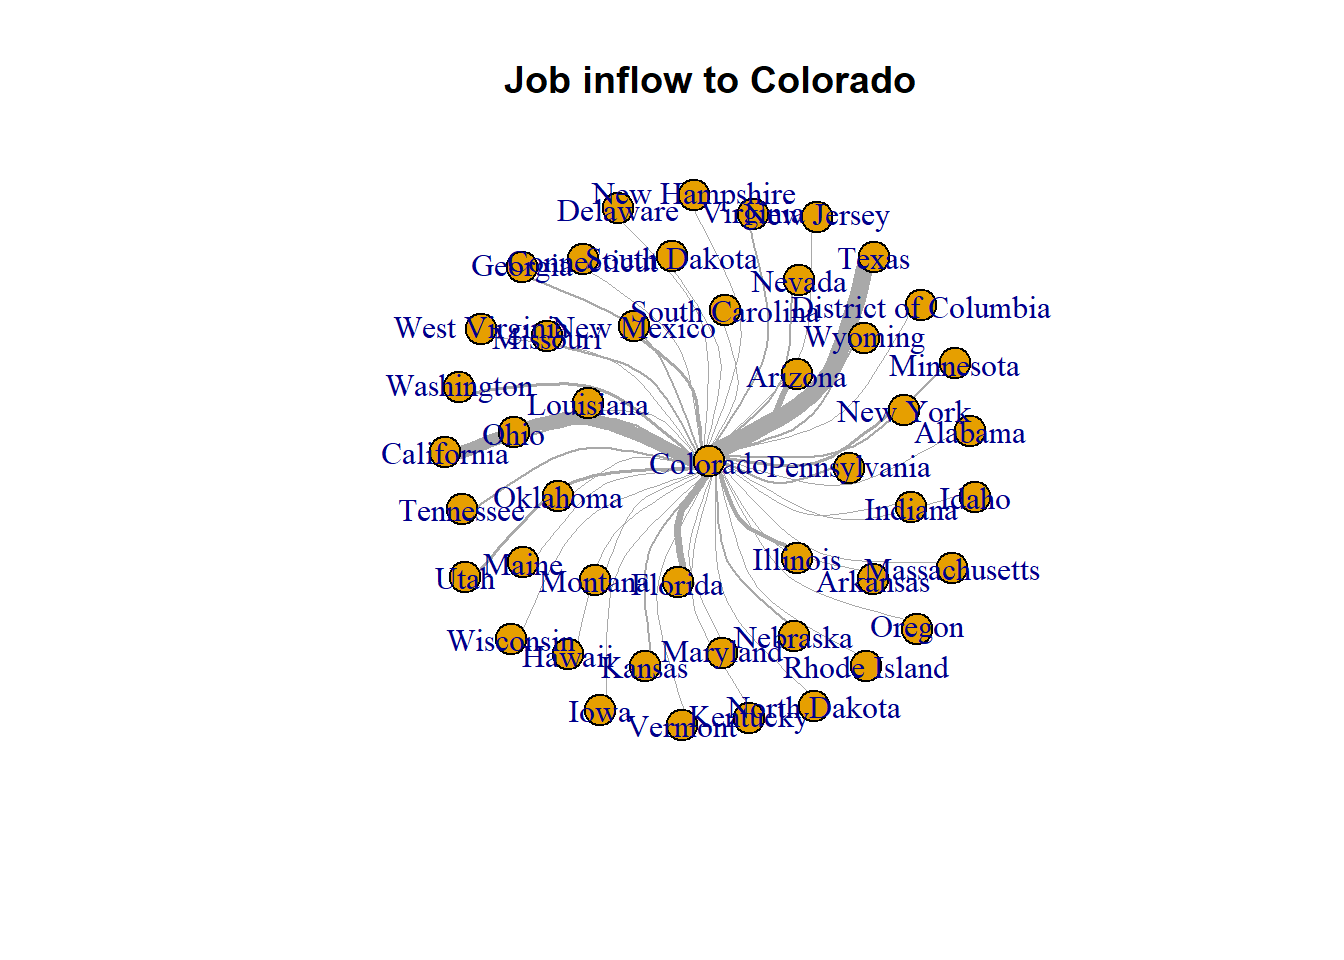 Job inflow to Colorado
New Hampshire
Delaware
Virginia
New Jersey
Georgia
Connecticut
South Dakota
Texas
Nevada
South Carolina
District of Columbia
West Virginia
Missouri
New Mexico
Wyoming
Minnesota
Arizona
Washington
Louisiana
New York
Ohio
Alabama
California
Colorado
Pennsylvania
Oklahoma
Idaho
Tennessee
Indiana
Illinois
Maine
Massachusetts
Utah
Montana
Florida
Arkansas
Oregon
Wisconsin
Nebraska
Hawaii
Maryland
Kansas
Rhode Island
Iowa
North Dakota
Kentucky
Vermont